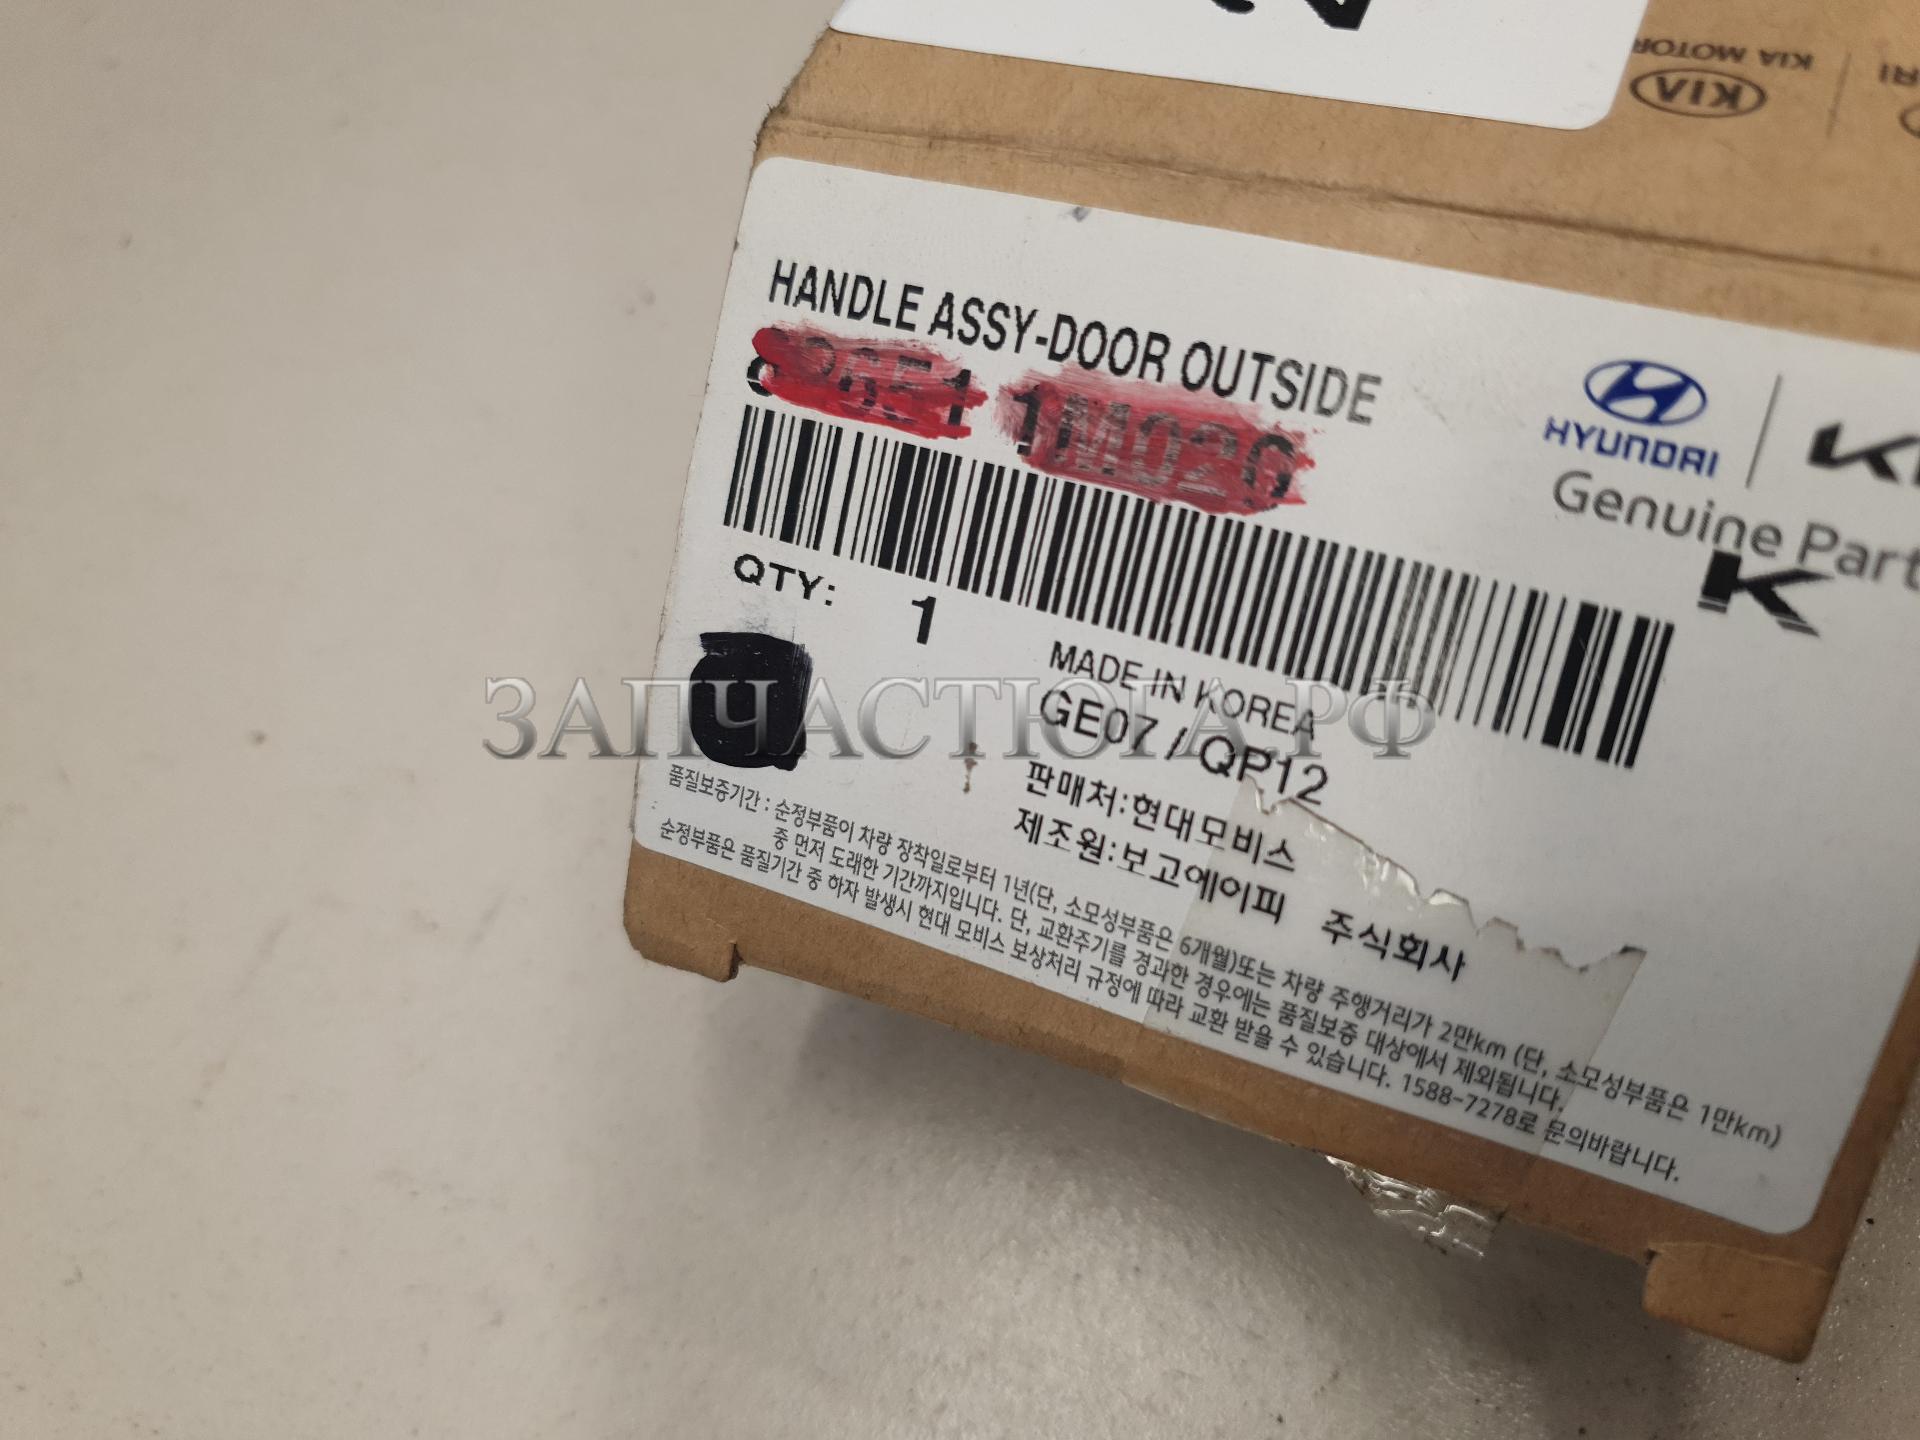 KIA MOTOR
KIA
HANDLE ASSY-DOOR OUTSIDE
1M020
HYUNDAI
Genuine Part
K
QTY: 1
MADE IN KOREA
GE07 / QP12
ЗАПЧАСТЮГА.РФ
판매처:현대모비스
제조원:보고에이피 주식회사
품질보증기간 : 순정부품이 차량 장착일로부터 1년(단, 소모성부품은 6개월)또는 차량 주행거리가 2만km (단, 소모성부품은 1만km)
중 먼저 도래한 기간까지입니다. 단, 교환주기를 경과한 경우에는 품질보증 대상에서 제외됩니다.
순정부품은 품질기간 중 하자 발생시 현대 모비스 보상처리 규정에 따라 교환 받을 수 있습니다. 1588-7278로 문의바랍니다.